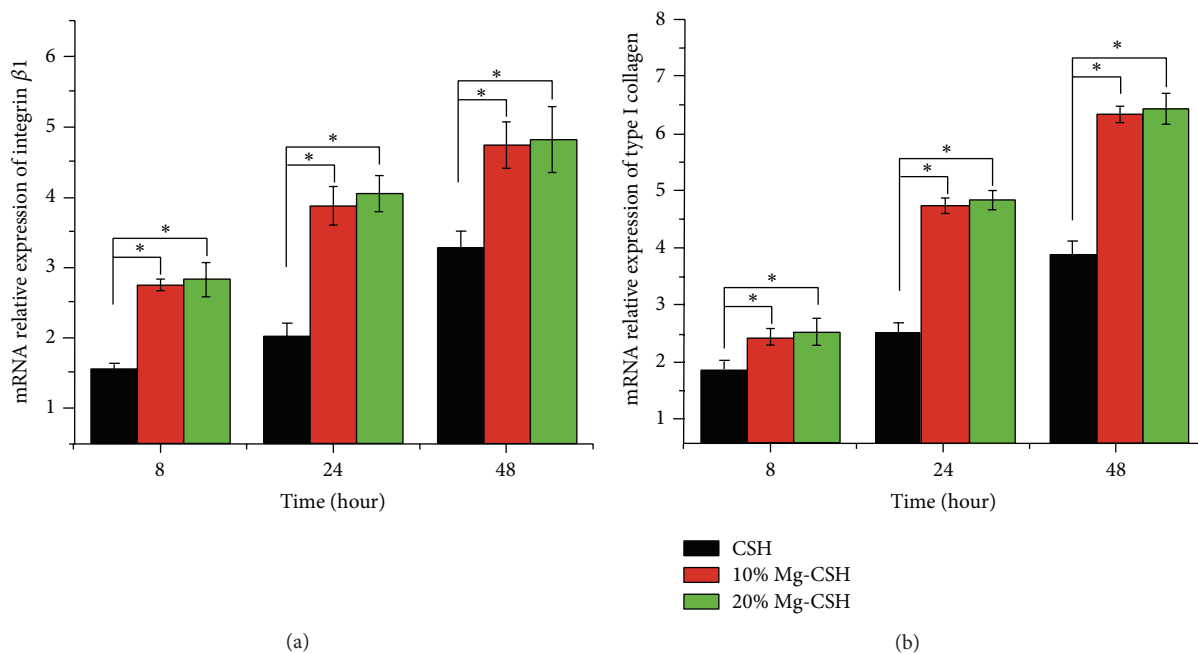 mRNA relative expression of integrin β1
6
5
4
3
2
1
* *
* *
* *
8 24 48
Time (hour)
(a)
mRNA relative expression of type I collagen
8
7
6
5
4
3
2
1
* *
* *
* *
8 24 48
Time (hour)
CSH
10% Mg-CSH
20% Mg-CSH
(b)